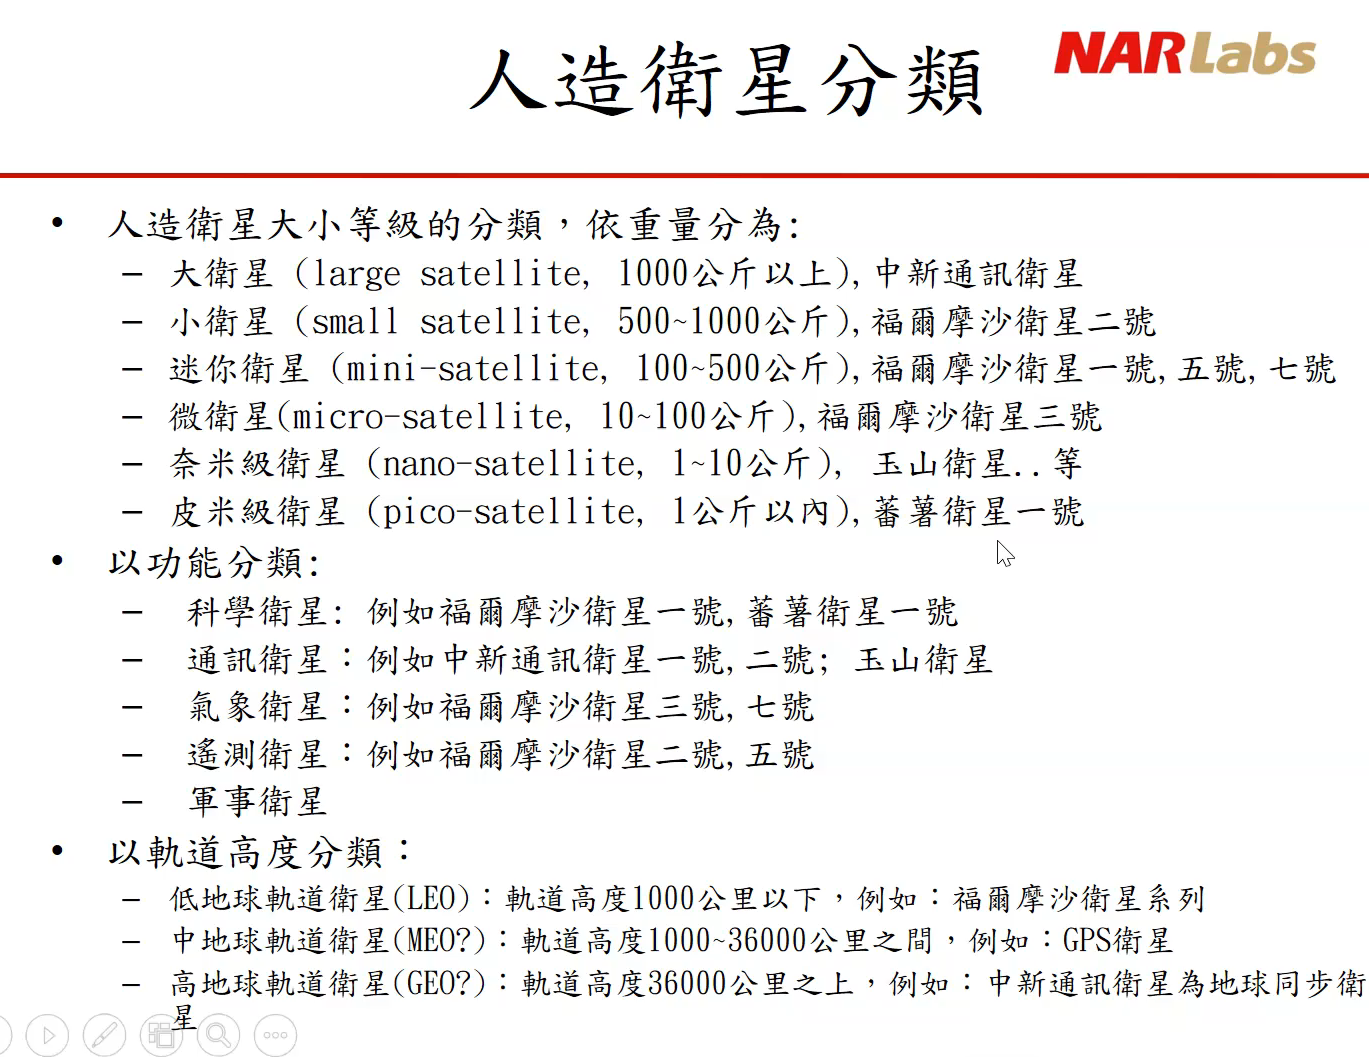 人造衛星分類
NARLabs
• 人造衛星大小等級的分類，依重量分為:
– 大衛星 (large satellite, 1000公斤以上),中新通訊衛星
– 小衛星 (small satellite, 500~1000公斤),福爾摩沙衛星二號
– 迷你衛星 (mini-satellite, 100~500公斤),福爾摩沙衛星一號,五號,七號
– 微衛星(micro-satellite, 10~100公斤),福爾摩沙衛星三號
– 奈米級衛星 (nano-satellite, 1~10公斤), 玉山衛星..等
– 皮米級衛星 (pico-satellite, 1公斤以內),蕃薯衛星一號
• 以功能分類:
– 科學衛星: 例如福爾摩沙衛星一號,蕃薯衛星一號
– 通訊衛星：例如中新通訊衛星一號,二號; 玉山衛星
– 氣象衛星：例如福爾摩沙衛星三號,七號
– 遙測衛星：例如福爾摩沙衛星二號,五號
– 軍事衛星
• 以軌道高度分類：
– 低地球軌道衛星(LEO)：軌道高度1000公里以下，例如：福爾摩沙衛星系列
– 中地球軌道衛星(MEO?)：軌道高度1000~36000公里之間，例如：GPS衛星
– 高地球軌道衛星(GEO?)：軌道高度36000公里之上，例如：中新通訊衛星為地球同步衛
星